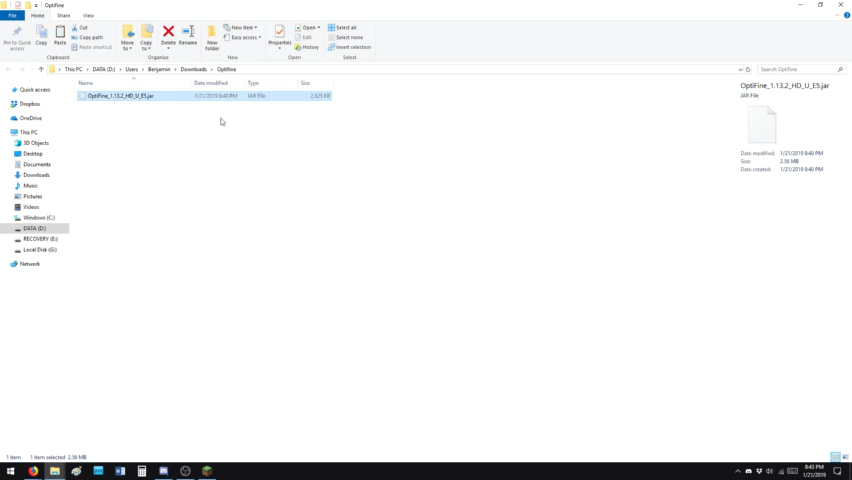 Optifine
File Home Share View
Pin to Quick access
Copy
Paste
Cut
Copy path
Paste shortcut
Clipboard
Move to
Copy to
Delete
Rename
Organize
New folder
New item
Easy access
New
Properties
Open
Edit
History
Open
Select all
Select none
Invert selection
Select
This PC > DATA (D:) > Users > Benjamin > Downloads > Optifine
Search Optifine
Name Date modified Type Size
OptiFine_1.13.2_HD_U_E5.jar 1/21/2019 8:40 PM JAR File 2,625 KB
Quick access
Dropbox
OneDrive
This PC
3D Objects
Desktop
Documents
Downloads
Music
Pictures
Videos
Windows (C:)
DATA (D:)
RECOVERY (E:)
Local Disk (G:)
Network
OptiFine_1.13.2_HD_U_E5.jar
JAR File
Date modified: 1/21/2019 8:40 PM
Size: 2.56 MB
Date created: 1/21/2019 8:40 PM
1 item 1 item selected 2.56 MB
8:43 PM
1/21/2019